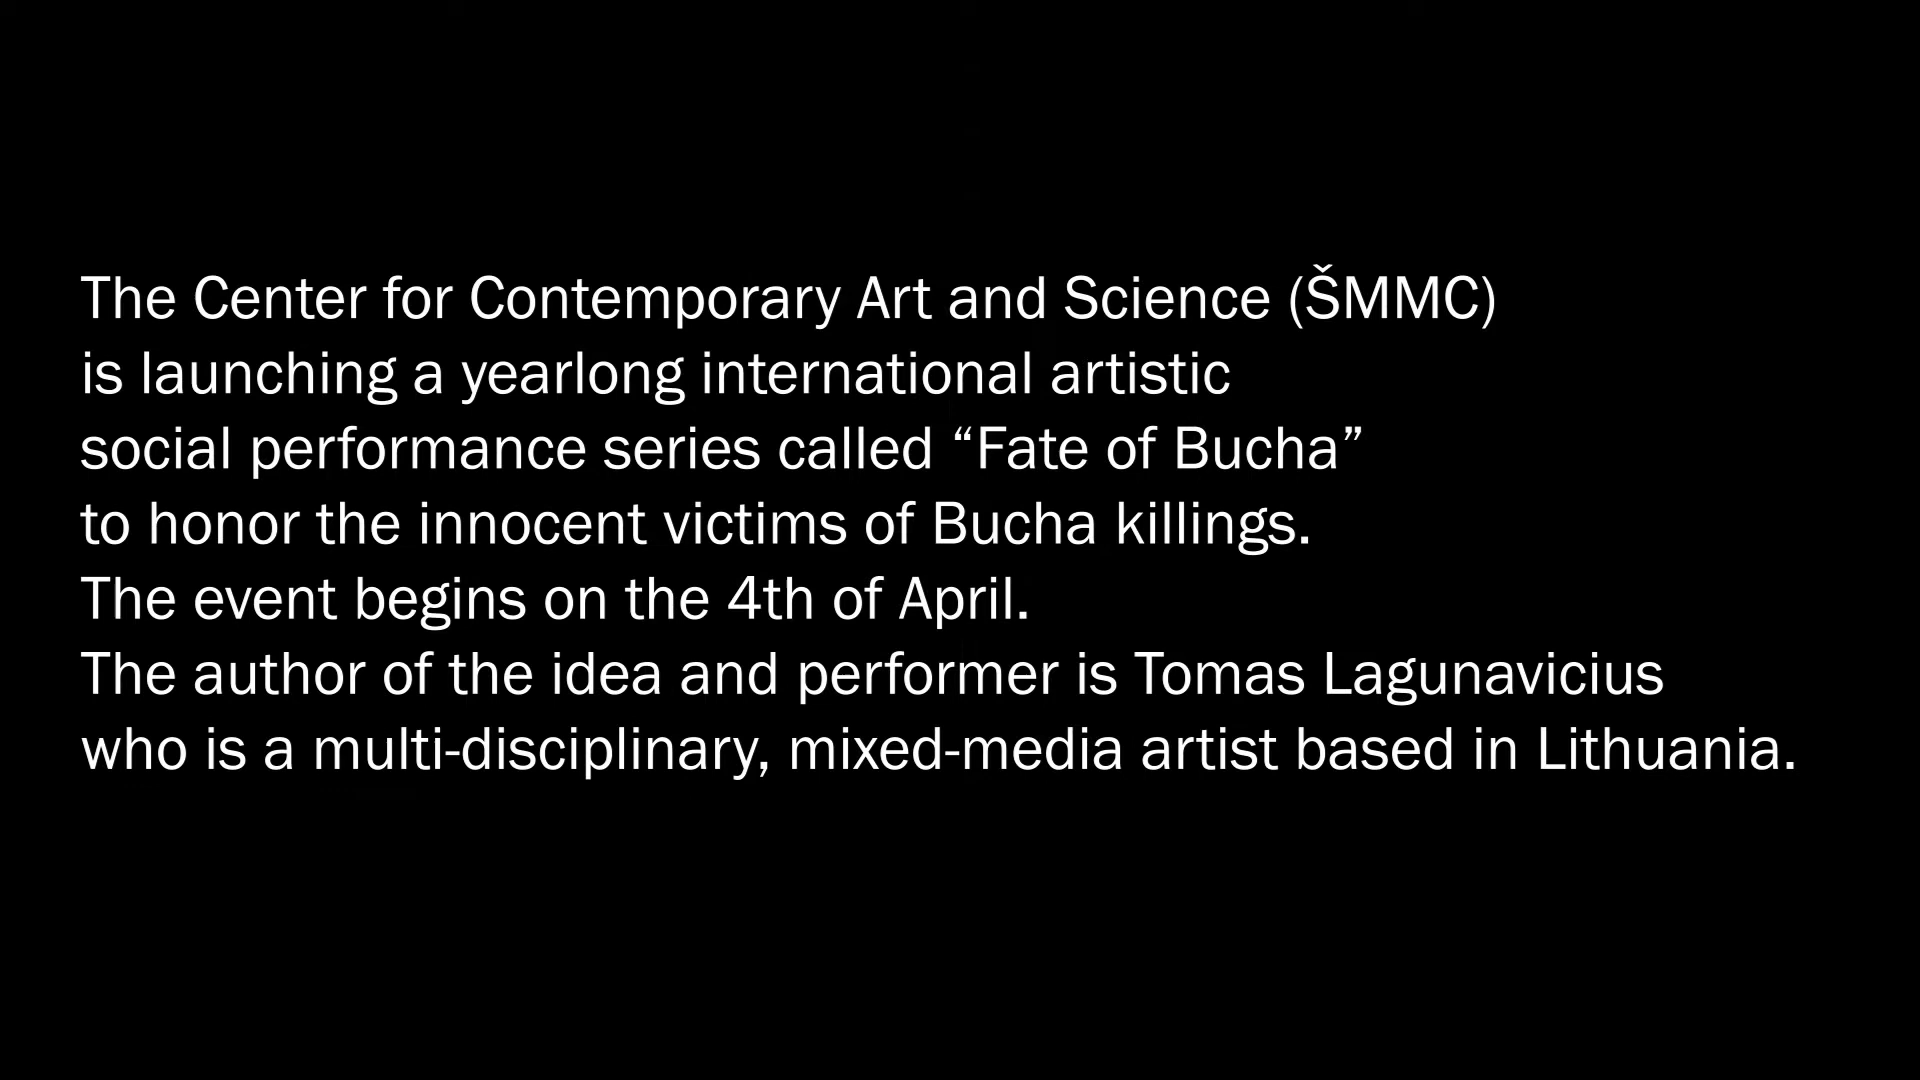 The Center for Contemporary Art and Science (ŠMMC)
is launching a yearlong international artistic
social performance series called “Fate of Bucha”
to honor the innocent victims of Bucha killings.
The event begins on the 4th of April.
The author of the idea and performer is Tomas Lagunavicius
who is a multi-disciplinary, mixed-media artist based in Lithuania.